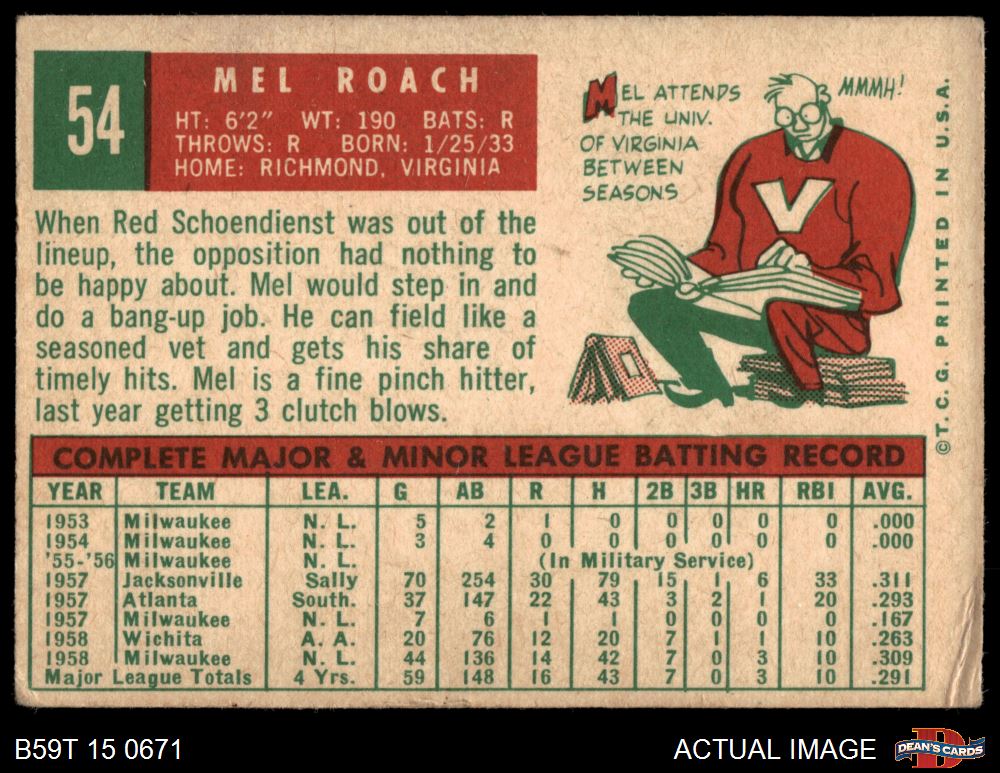 54
MEL ROACH
HT: 6'2" WT: 190 BATS: R
THROWS: R BORN: 1/25/33
HOME: RICHMOND, VIRGINIA
MEL ATTENDS
THE UNIV.
OF VIRGINIA
BETWEEN
SEASONS
MMMH!
V
When Red Schoendienst was out of the
lineup, the opposition had nothing to
be happy about. Mel would step in and
do a bang-up job. He can field like a
seasoned vet and gets his share of
timely hits. Mel is a fine pinch hitter,
last year getting 3 clutch blows.
©T.C.G. PRINTED IN U.S.A.
COMPLETE MAJOR & MINOR LEAGUE BATTING RECORD
YEAR TEAM LEA. G AB R H 2B 3B HR RBI AVG.
1953 Milwaukee N. L. 5 2 1 0 0 0 0 0 .000
1954 Milwaukee N. L. 3 4 0 0 0 0 0 0 .000
'55-'56 Milwaukee N. L. (In Military Service)
1957 Jacksonville Sally 70 254 30 79 15 1 6 33 .311
1957 Atlanta South. 37 147 22 43 3 2 1 20 .293
1957 Milwaukee N. L. 7 6 1 1 0 0 0 0 .167
1958 Wichita A. A. 20 76 12 20 7 1 1 10 .263
1958 Milwaukee N. L. 44 136 14 42 7 0 3 10 .309
Major League Totals 4 Yrs. 59 148 16 43 7 0 3 10 .291
B59T 15 0671
ACTUAL IMAGE
D
DEAN'S CARDS